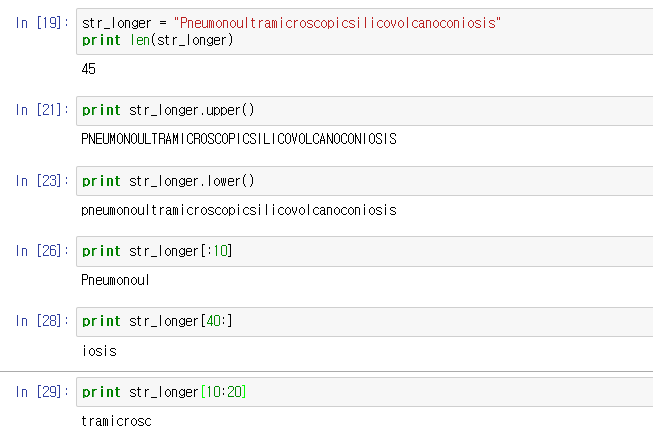 In [19]: str_longer = "Pneumonoultramicroscopicsilicovolcanoconiosis"
print len(str_longer)
45
In [21]: print str_longer.upper()
PNEUMONOULTRAMICROSCOPICSILICOVOLCANOCONIOSIS
In [23]: print str_longer.lower()
pneumonoultramicroscopicsilicovolcanoconiosis
In [26]: print str_longer[:10]
Pneumonoul
In [28]: print str_longer[40:]
iosis
In [29]: print str_longer[10:20]
tramicrosc